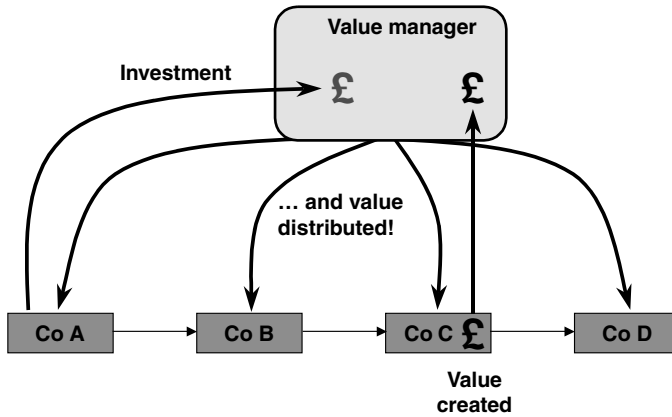 Value manager
Investment
£
£
… and value
distributed!
Co A
Co B
Co C £
Co D
Value
created